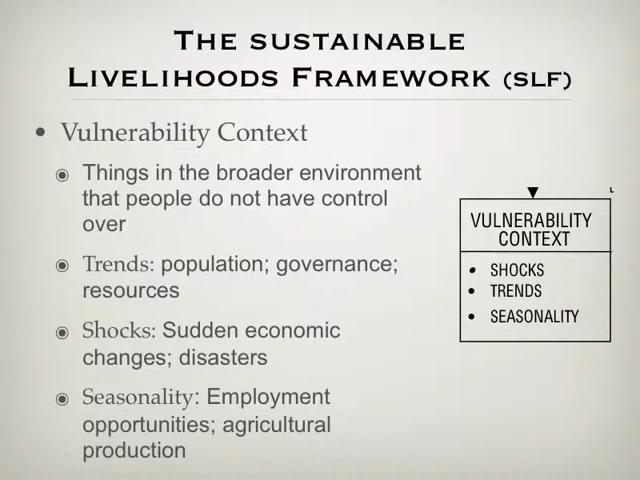 THE SUSTAINABLE
LIVELIHOODS FRAMEWORK (SLF)
• Vulnerability Context
Things in the broader environment
that people do not have control
over
Trends: population; governance;
resources
Shocks: Sudden economic
changes; disasters
Seasonality: Employment
opportunities; agricultural
production
VULNERABILITY
CONTEXT
• SHOCKS
• TRENDS
• SEASONALITY